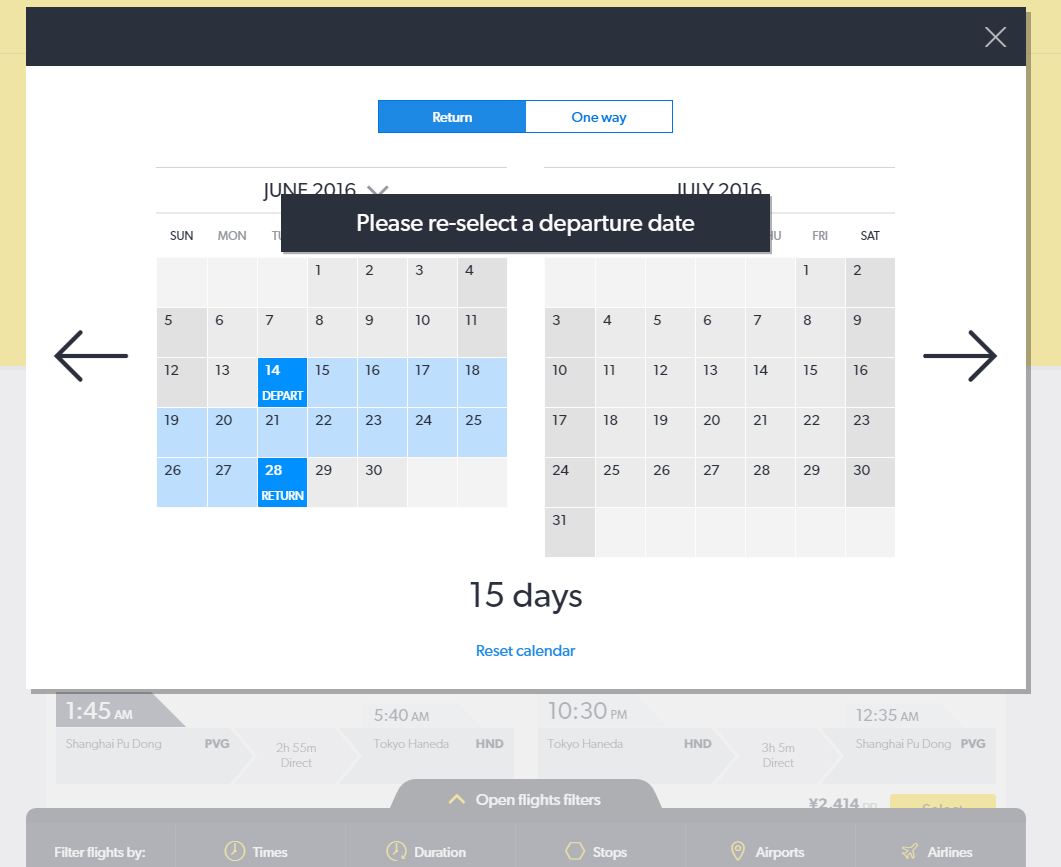 Return One way
JUNE 2016 JULY 2016
Please re-select a departure date
SUN MON FRI SAT
1 2 3 4 1 2
5 6 7 8 9 10 11 3 4 5 6 7 8 9
12 13 14 15 16 17 18 10 11 12 13 14 15 16
DEPART
19 20 21 22 23 24 25 17 18 19 20 21 22 23
26 27 28 29 30 24 25 26 27 28 29 30
RETURN
31
15 days
Reset calendar
1:45 AM 5:40 AM 10:30 PM 12:35 AM
Shanghai Pu Dong PVG 2h 55m Tokyo Haneda HND Tokyo Haneda HND 3h 5m Shanghai Pu Dong PVG
Direct Direct
Open flights filters
¥2,414 PP Select
Filter flights by: Times Duration Stops Airports Airlines